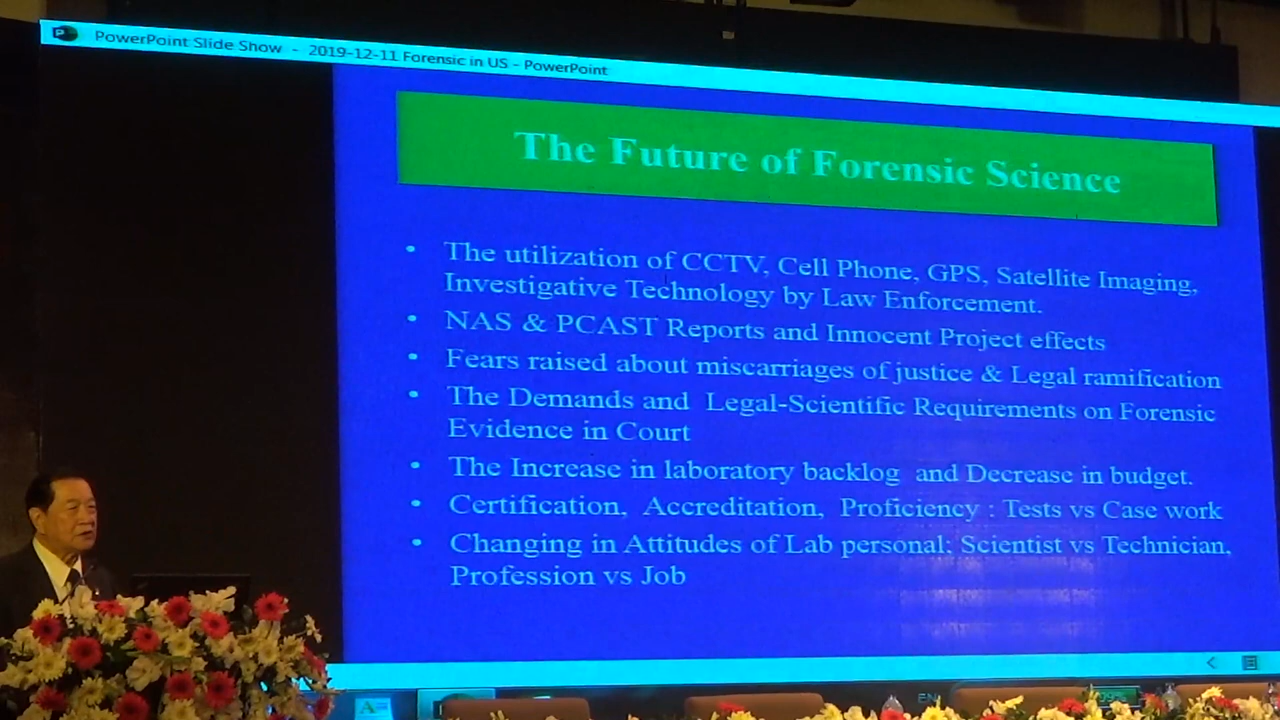 PowerPoint Slide Show - 2019-12-11 Forensic in US - PowerPoint
The Future of Forensic Science
• The utilization of CCTV, Cell Phone, GPS, Satellite Imaging,
Investigative Technology by Law Enforcement.
• NAS & PCAST Reports and Innocent Project effects
• Fears raised about miscarriages of justice & Legal ramification
• The Demands and Legal-Scientific Requirements on Forensic
Evidence in Court
• The Increase in laboratory backlog and Decrease in budget.
• Certification, Accreditation, Proficiency : Tests vs Case work
• Changing in Attitudes of Lab personal; Scientist vs Technician,
Profession vs Job
EN